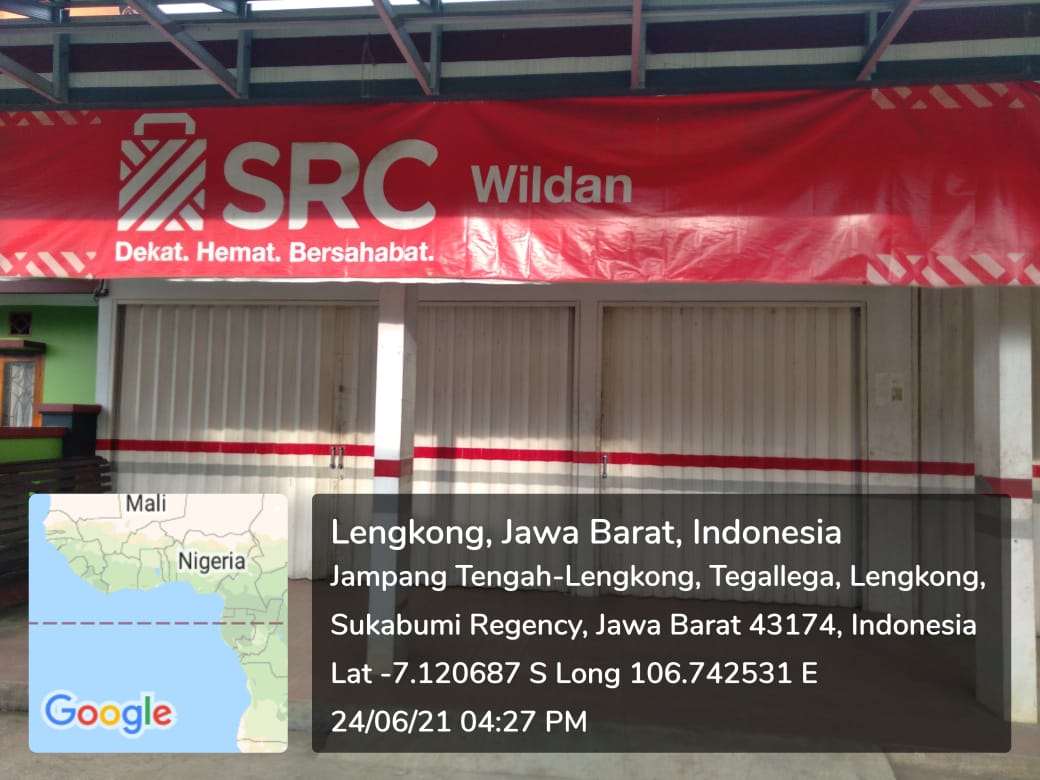 SRC Wildan
Dekat. Hemat. Bersahabat.
Mali
Nigeria
Google
Lengkong, Jawa Barat, Indonesia
Jampang Tengah-Lengkong, Tegallega, Lengkong,
Sukabumi Regency, Jawa Barat 43174, Indonesia
Lat -7.120687 S Long 106.742531 E
24/06/21 04:27 PM